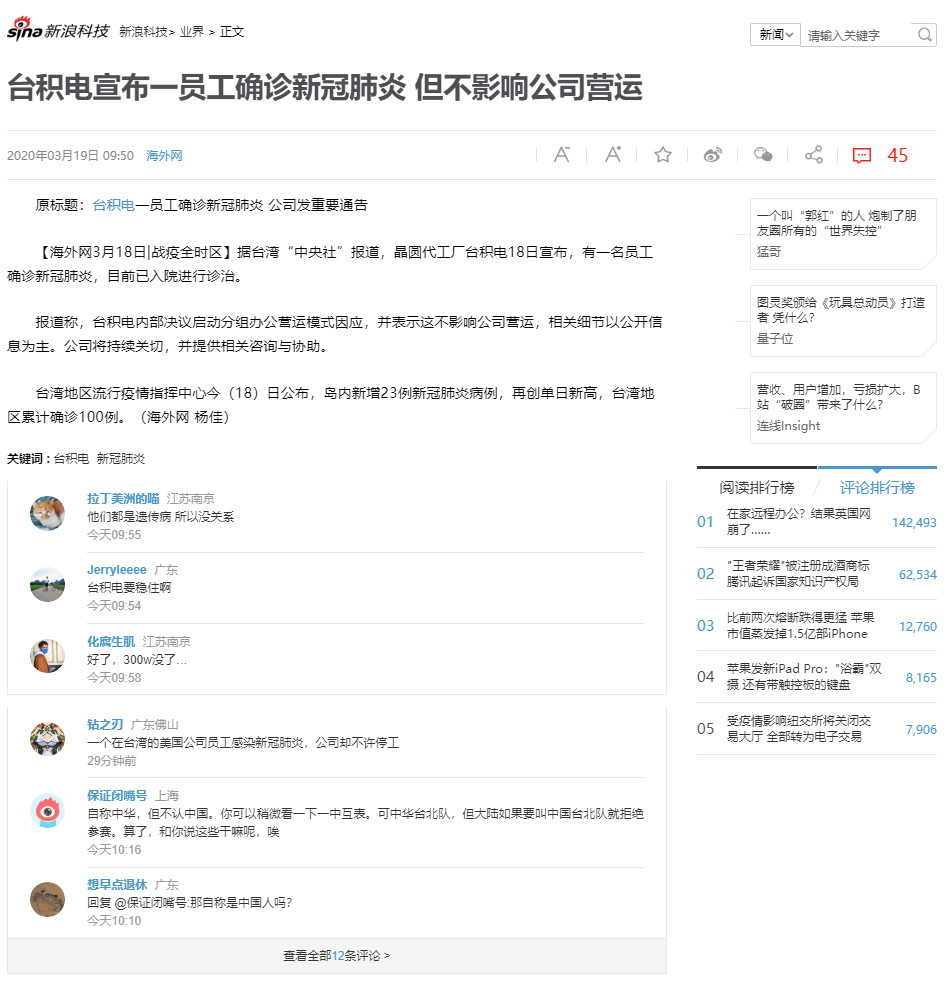 sina 新浪科技 新浪科技> 业界 > 正文
新闻 请输入关键字
台积电宣布一员工确诊新冠肺炎 但不影响公司营运
2020年03月19日 09:50 海外网
A- A+ 45
原标题：台积电一员工确诊新冠肺炎 公司发重要通告
【海外网3月18日|战疫全时区】据台湾“中央社”报道，晶圆代工厂台积电18日宣布，有一名员工
确诊新冠肺炎，目前已入院进行诊治。
报道称，台积电内部决议启动分组办公营运模式因应，并表示这不影响公司营运，相关细节以公开信
息为主。公司将持续关切，并提供相关咨询与协助。
台湾地区流行疫情指挥中心今（18）日公布，岛内新增23例新冠肺炎病例，再创单日新高，台湾地
区累计确诊100例。（海外网 杨佳）
关键词 : 台积电 新冠肺炎
拉丁美洲的喵 江苏南京
他们都是遗传病 所以没关系
今天09:55
Jerryleeee 广东
台积电要稳住啊
今天09:54
化腐生肌 江苏南京
好了，300w没了...
今天09:58
钻之刃 广东佛山
一个在台湾的美国公司员工感染新冠肺炎，公司却不许停工
29分钟前
保证闭嘴号 上海
自称中华，但不认中国。你可以稍微看一下一中互表。可中华台北队，但大陆如果要叫中国台北队就拒绝
参赛。算了，和你说这些干嘛呢，唉
今天10:16
想早点退休 广东
回复 @保证闭嘴号:那自称是中国人吗？
今天10:10
查看全部12条评论 >
一个叫“郭红”的人 炮制了朋
友圈所有的“世界失控”
猛哥
图灵奖颁给《玩具总动员》打造
者 凭什么？
量子位
营收、用户增加，亏损扩大，B
站“破圈”带来了什么？
连线Insight
阅读排行榜 评论排行榜
01 在家远程办公？结果英国网
崩了…… 142,493
02 "王者荣耀"被注册成酒商标
腾讯起诉国家知识产权局 62,534
03 比前两次熔断跌得更猛 苹果
市值蒸发掉1.5亿部iPhone 12,760
04 苹果发新iPad Pro："浴霸"双
摄 还有带触控板的键盘 8,165
05 受疫情影响纽交所将关闭交
易大厅 全部转为电子交易 7,906